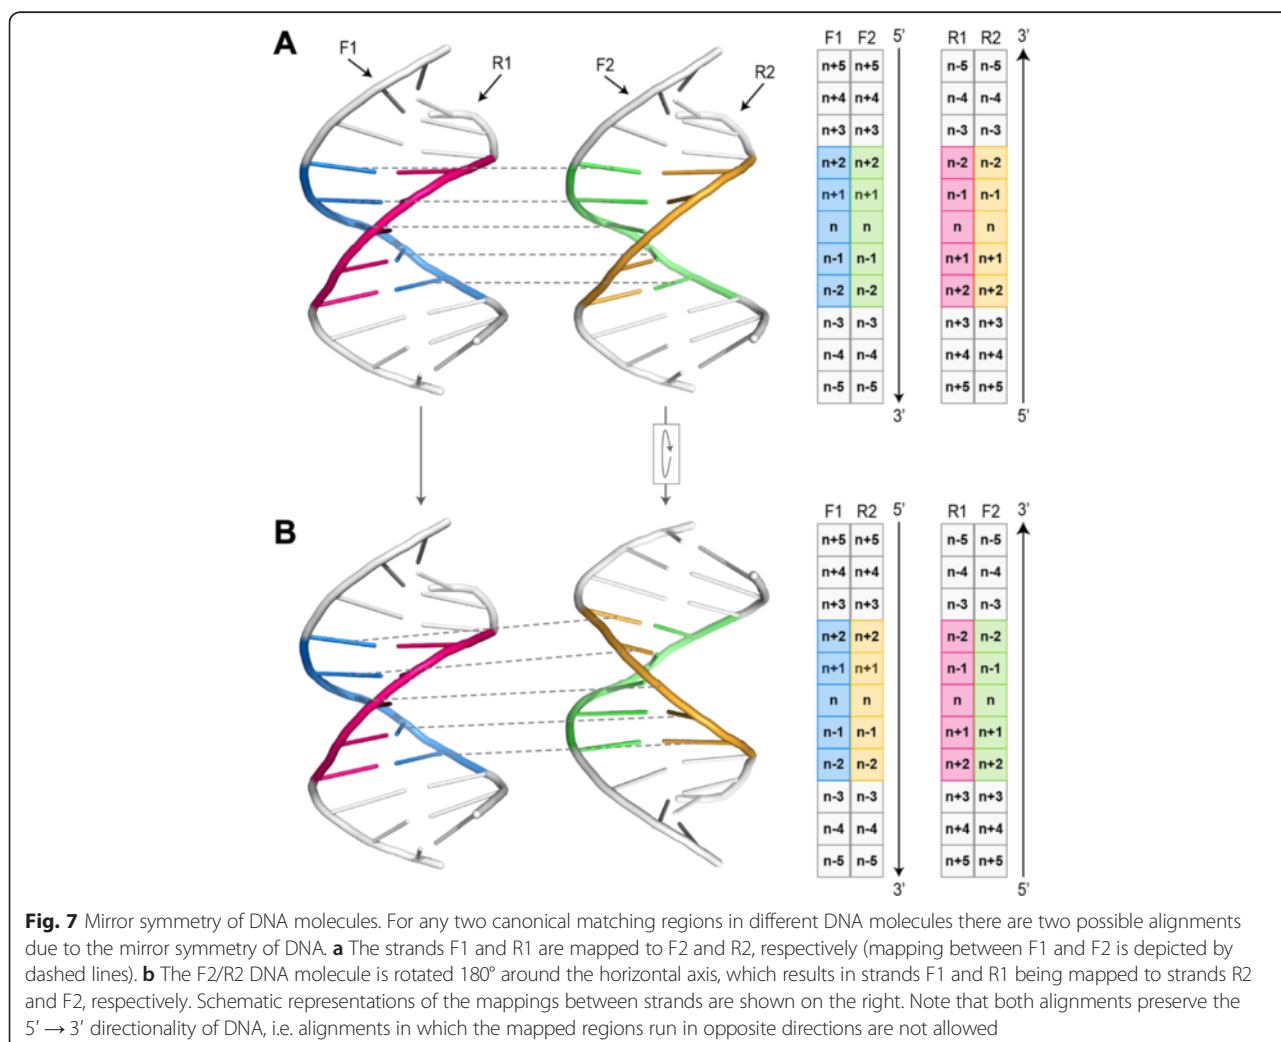 A
F1
R1
F2
R2
F1 F2 5' R1 R2 3'
n+5 n+5 n-5 n-5
n+4 n+4 n-4 n-4
n+3 n+3 n-3 n-3
n+2 n+2 n-2 n-2
n+1 n+1 n-1 n-1
n n n n
n-1 n-1 n+1 n+1
n-2 n-2 n+2 n+2
n-3 n-3 n+3 n+3
n-4 n-4 n+4 n+4
n-5 n-5 n+5 n+5
3' 5'
B
F1 R2 5' R1 F2 3'
n+5 n+5 n-5 n-5
n+4 n+4 n-4 n-4
n+3 n+3 n-3 n-3
n+2 n+2 n-2 n-2
n+1 n+1 n-1 n-1
n n n n
n-1 n-1 n+1 n+1
n-2 n-2 n+2 n+2
n-3 n-3 n+3 n+3
n-4 n-4 n+4 n+4
n-5 n-5 n+5 n+5
3' 5'
Fig. 7 Mirror symmetry of DNA molecules. For any two canonical matching regions in different DNA molecules there are two possible alignments
due to the mirror symmetry of DNA. a The strands F1 and R1 are mapped to F2 and R2, respectively (mapping between F1 and F2 is depicted by
dashed lines). b The F2/R2 DNA molecule is rotated 180° around the horizontal axis, which results in strands F1 and R1 being mapped to strands R2
and F2, respectively. Schematic representations of the mappings between strands are shown on the right. Note that both alignments preserve the
5′ → 3′ directionality of DNA, i.e. alignments in which the mapped regions run in opposite directions are not allowed